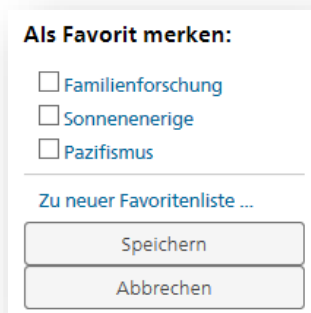 Als Favorit merken:
Familienforschung
Sonnenenerige
Pazifismus
Zu neuer Favoritenliste ...
Speichern
Abbrechen